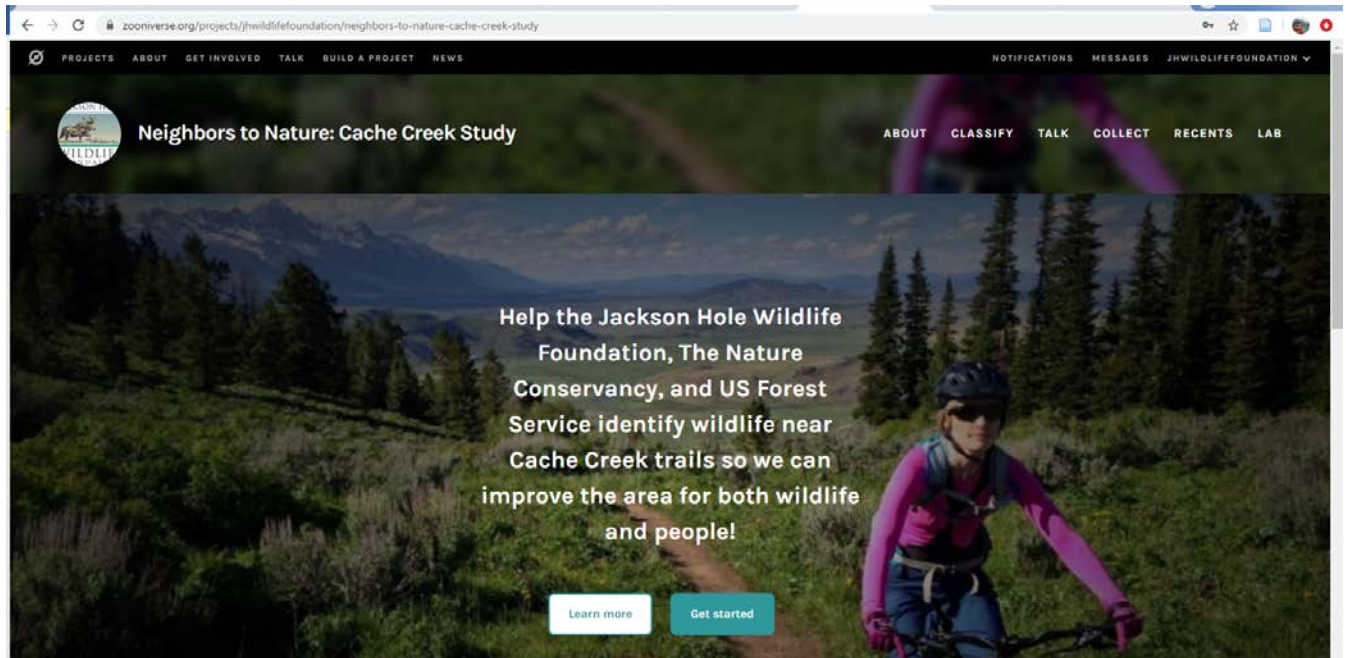 zooniverse.org/projects/jhwildlifefoundation/neighbors-to-nature-cache-creek-study
PROJECTS ABOUT GET INVOLVED TALK BUILD A PROJECT NEWS NOTIFICATIONS MESSAGES JHWILDLIFEFOUNDATION
Neighbors to Nature: Cache Creek Study ABOUT CLASSIFY TALK COLLECT RECENTS LAB
Help the Jackson Hole Wildlife
Foundation, The Nature
Conservancy, and US Forest
Service identify wildlife near
Cache Creek trails so we can
improve the area for both wildlife
and people!
Learn more Get started